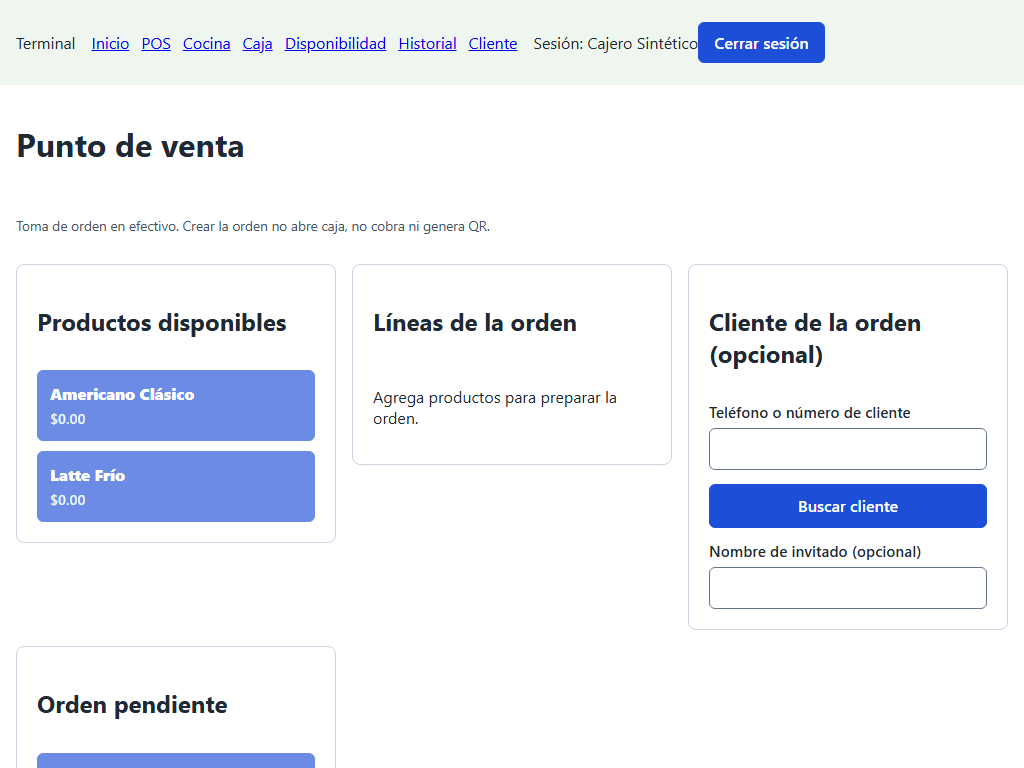 Terminal Inicio POS Cocina Caja Disponibilidad Historial Cliente Sesión: Cajero Sintético Cerrar sesión
Punto de venta
Toma de orden en efectivo. Crear la orden no abre caja, no cobra ni genera QR.
Productos disponibles
Americano Clásico
$0.00
Latte Frío
$0.00
Líneas de la orden
Agrega productos para preparar la
orden.
Cliente de la orden
(opcional)
Teléfono o número de cliente
Buscar cliente
Nombre de invitado (opcional)
Orden pendiente